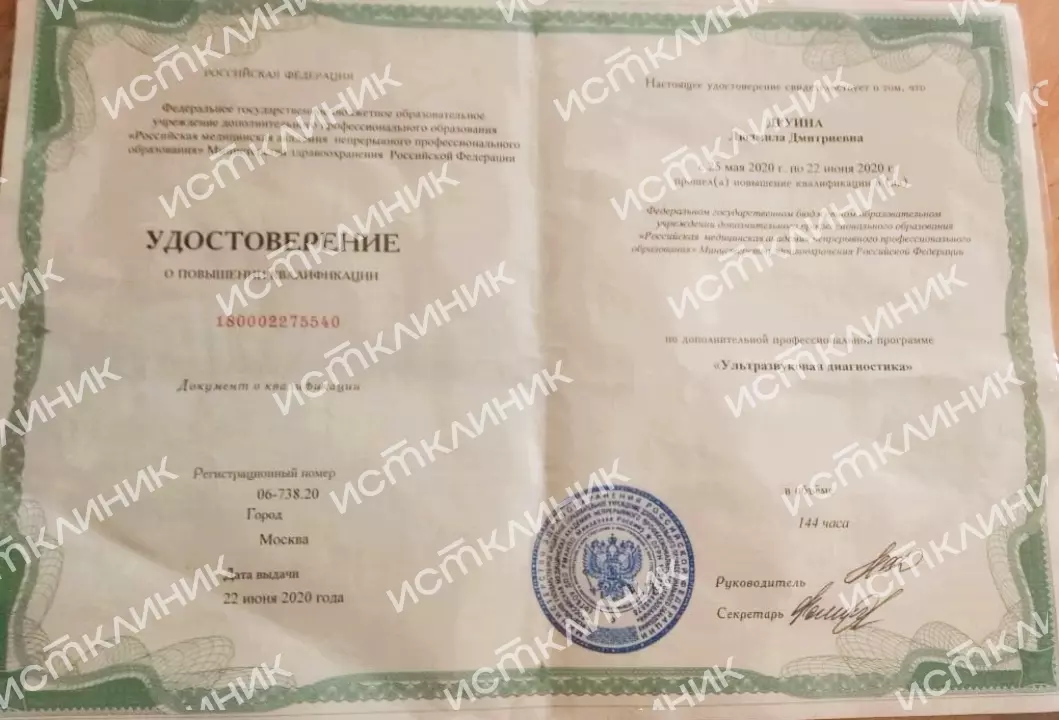 РОССИЙСКАЯ ФЕДЕРАЦИЯ
Федеральное государственное бюджетное образовательное
учреждение дополнительного профессионального образования
«Российская медицинская академия непрерывного профессионального
образования» Министерства здравоохранения Российской Федерации
УДОСТОВЕРЕНИЕ
О ПОВЫШЕНИИ КВАЛИФИКАЦИИ
180002275540
Документ о квалификации
Регистрационный номер
06-738.20
Город
Москва
Дата выдачи
22 июня 2020 года
Настоящее удостоверение свидетельствует о том, что
Людмила Дмитриевна
25 мая 2020 г. по 22 июня 2020 г.
прошел(а) повышение квалификации
Федеральном государственном бюджетном образовательном
учреждении дополнительного профессионального образования
«Российская медицинская академия непрерывного профессионального
образования» Министерства здравоохранения Российской Федерации
по дополнительной профессиональной программе
«Ультразвуковая диагностика»
в объёме
144 часа
Руководитель
Секретарь
ИСТКЛИНИК